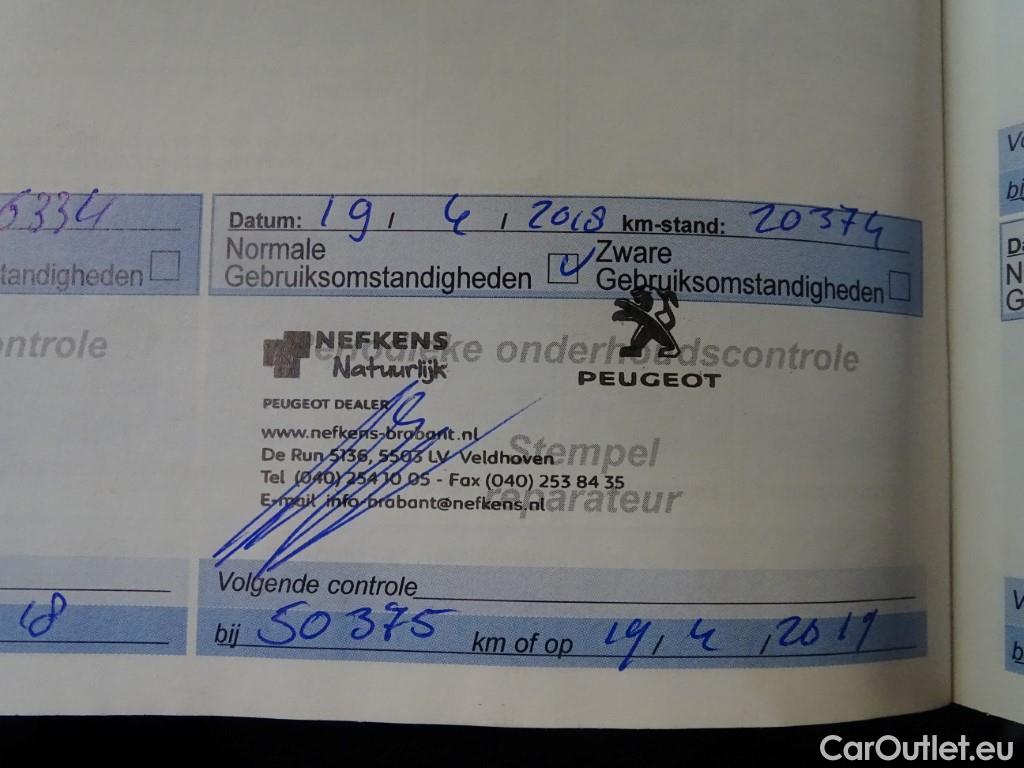 6334
tandigheden
ontrole
18
Datum: 19 / 4 / 2018 km-stand: 20374
Normale Gebruiksomstandigheden
Zware Gebruiksomstandigheden
NEFKENS
Natuurlijk
PEUGEOT
onderhoudscontrole
PEUGEOT DEALER
www.nefkens-brabant.nl
De Run 5136, 5503 LV Veldhoven
Tel (040) 254 10 05 - Fax (040) 253 84 35
E-mail info-brabant@nefkens.nl
Stempel
reparateur
Volgende controle
bij 50375 km of op 19 / 4 / 2019
CarOutlet.eu